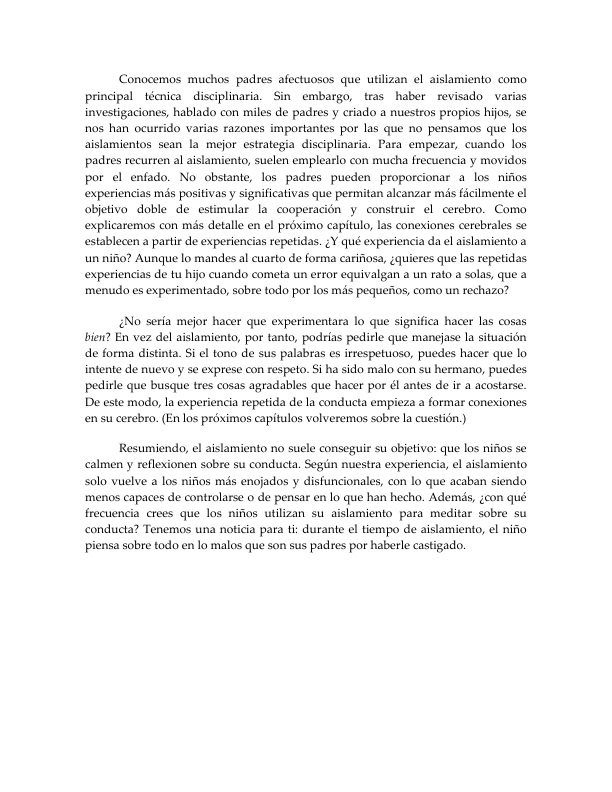 Conocemos muchos padres afectuosos que utilizan el aislamiento como
principal técnica disciplinaria. Sin embargo, tras haber revisado varias
investigaciones, hablado con miles de padres y criado a nuestros propios hijos, se
nos han ocurrido varias razones importantes por las que no pensamos que los
aislamientos sean la mejor estrategia disciplinaria. Para empezar, cuando los
padres recurren al aislamiento, suelen emplearlo con mucha frecuencia y movidos
por el enfado. No obstante, los padres pueden proporcionar a los niños
experiencias más positivas y significativas que permitan alcanzar más fácilmente el
objetivo doble de estimular la cooperación y construir el cerebro. Como
explicaremos con más detalle en el próximo capítulo, las conexiones cerebrales se
establecen a partir de experiencias repetidas. ¿Y qué experiencia da el aislamiento a
un niño? Aunque lo mandes al cuarto de forma cariñosa, ¿quieres que las repetidas
experiencias de tu hijo cuando cometa un error equivalgan a un rato a solas, que a
menudo es experimentado, sobre todo por los más pequeños, como un rechazo?
¿No sería mejor hacer que experimentara lo que significa hacer las cosas
bien? En vez del aislamiento, por tanto, podrías pedirle que manejase la situación
de forma distinta. Si el tono de sus palabras es irrespetuoso, puedes hacer que lo
intente de nuevo y se exprese con respeto. Si ha sido malo con su hermano, puedes
pedirle que busque tres cosas agradables que hacer por él antes de ir a acostarse.
De este modo, la experiencia repetida de la conducta empieza a formar conexiones
en su cerebro. (En los próximos capítulos volveremos sobre la cuestión.)
Resumiendo, el aislamiento no suele conseguir su objetivo: que los niños se
calmen y reflexionen sobre su conducta. Según nuestra experiencia, el aislamiento
solo vuelve a los niños más enojados y disfuncionales, con lo que acaban siendo
menos capaces de controlarse o de pensar en lo que han hecho. Además, ¿con qué
frecuencia crees que los niños utilizan su aislamiento para meditar sobre su
conducta? Tenemos una noticia para ti: durante el tiempo de aislamiento, el niño
piensa sobre todo en lo malos que son sus padres por haberle castigado.